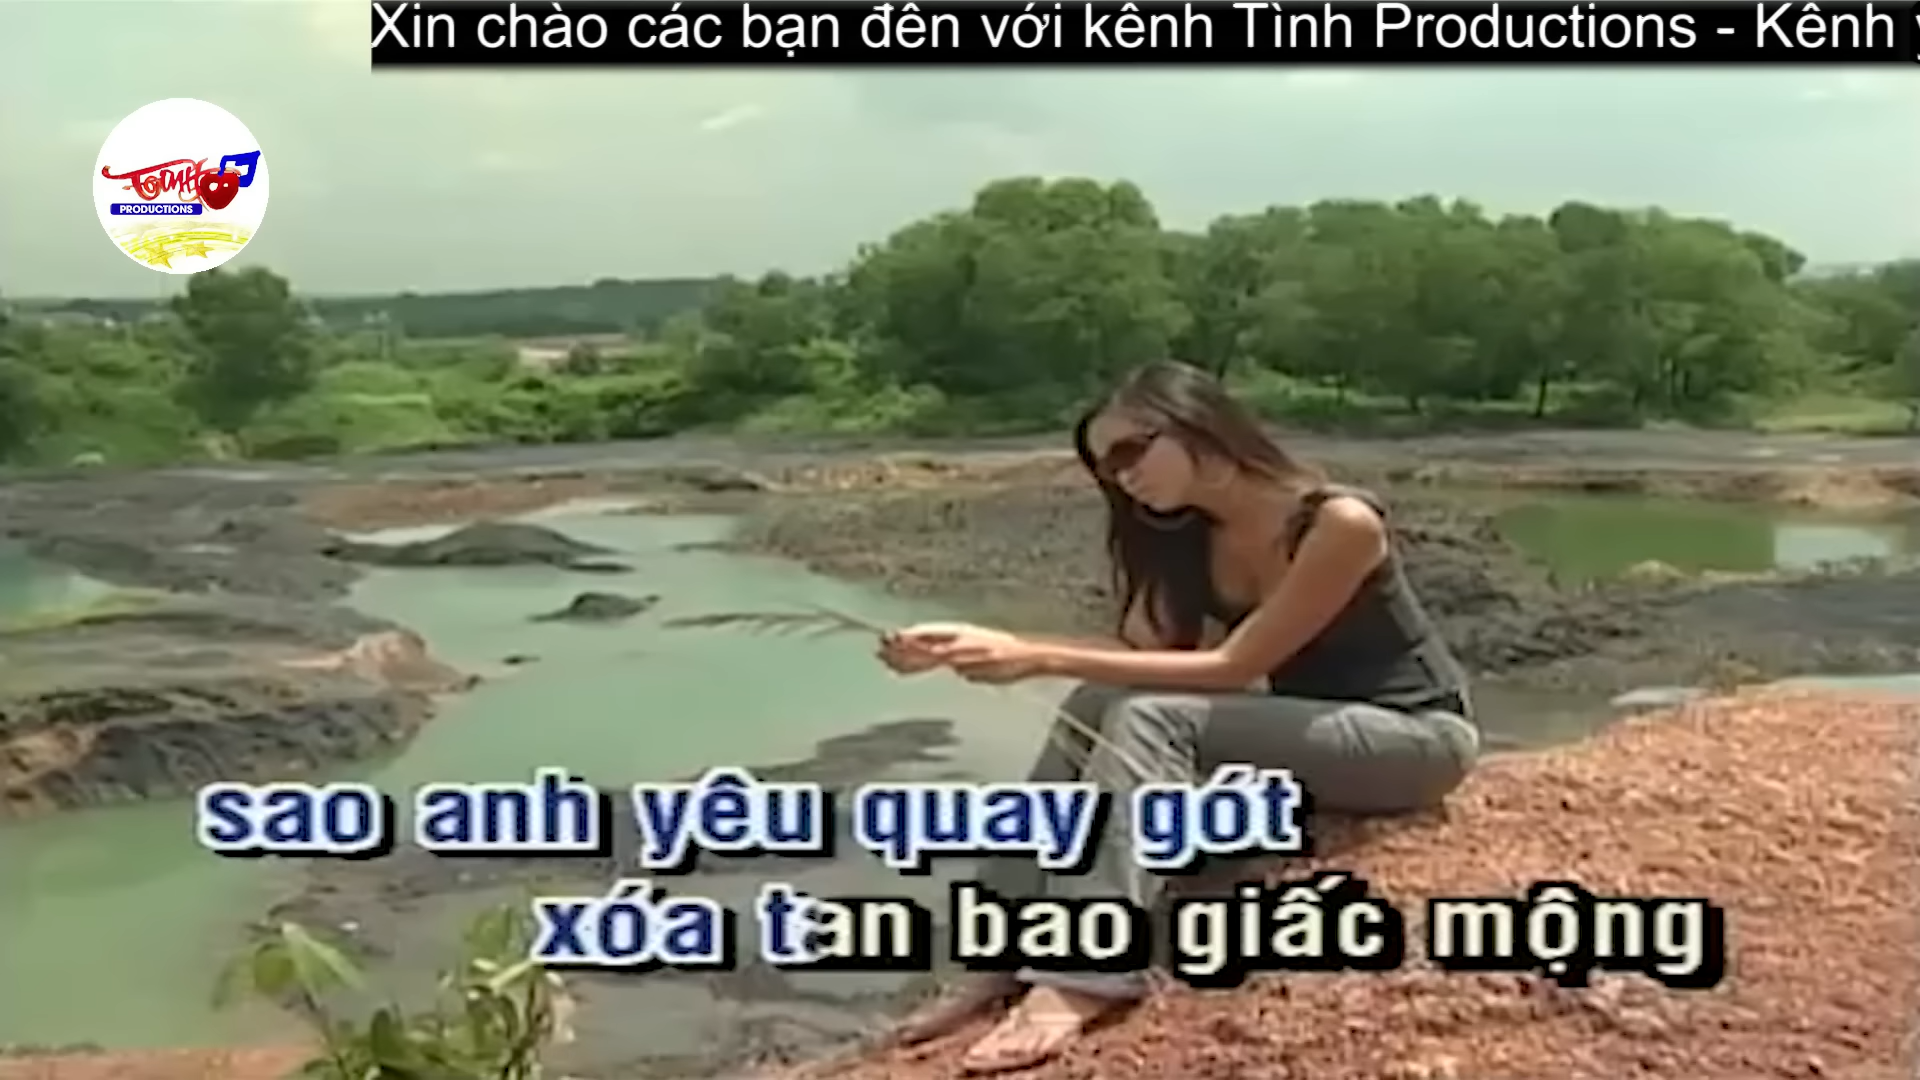 Xin chào các bạn đên với kênh Tình Productions - Kênh
PRODUCTIONS
sao anh yêu quay gót
xóa tan bao giấc mộng